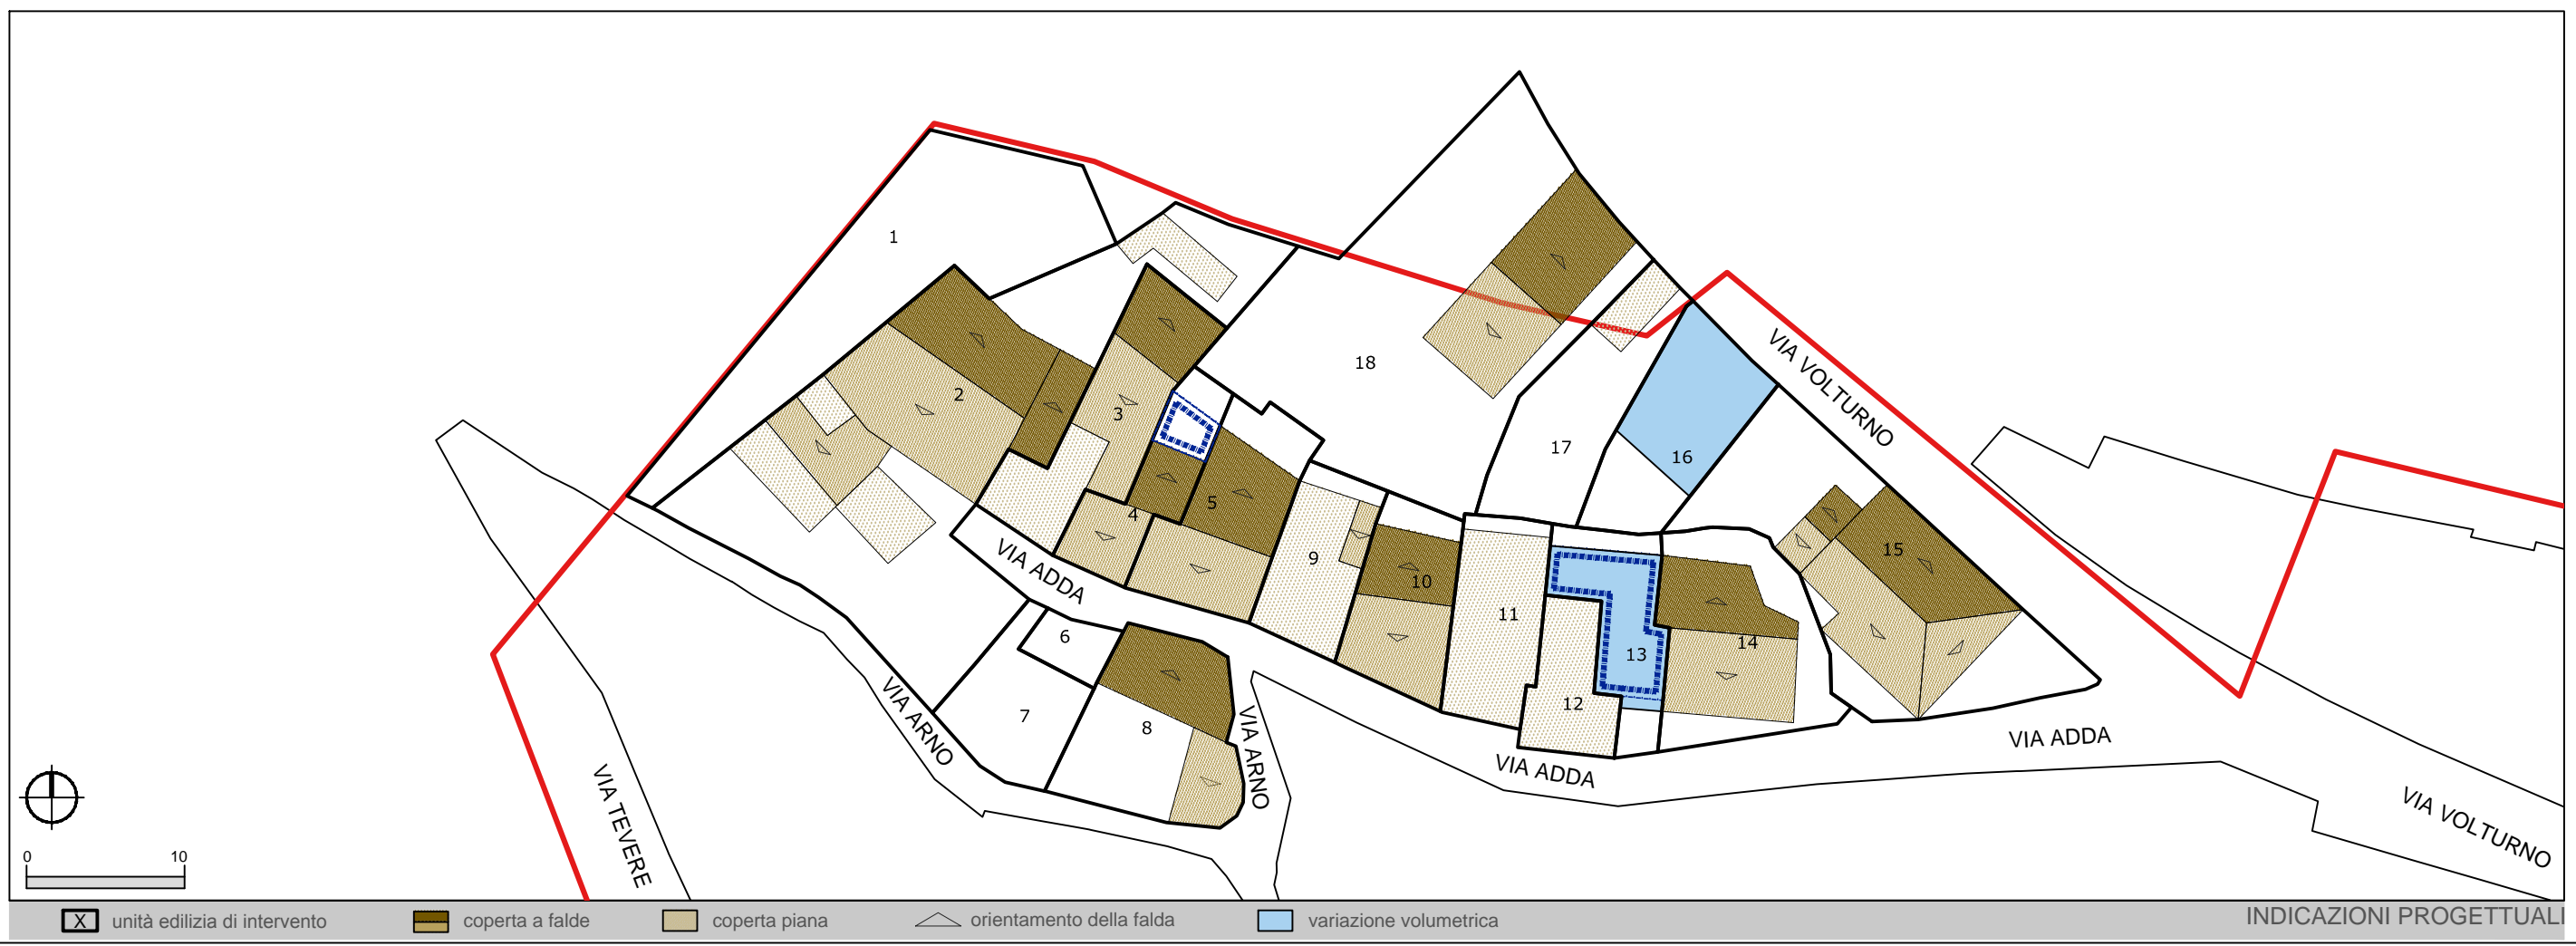 1
2
3
4
5
6
7
8
9
10
11
12
13
14
15
16
17
18
VIA VOLTURNO
VIA ADDA
VIA ARNO
VIA ARNO
VIA TEVERE
VIA ADDA
VIA ADDA
VIA VOLTURNO
0 10
X unità edilizia di intervento coperta a falde coperta piana orientamento della falda variazione volumetrica INDICAZIONI PROGETTUALI